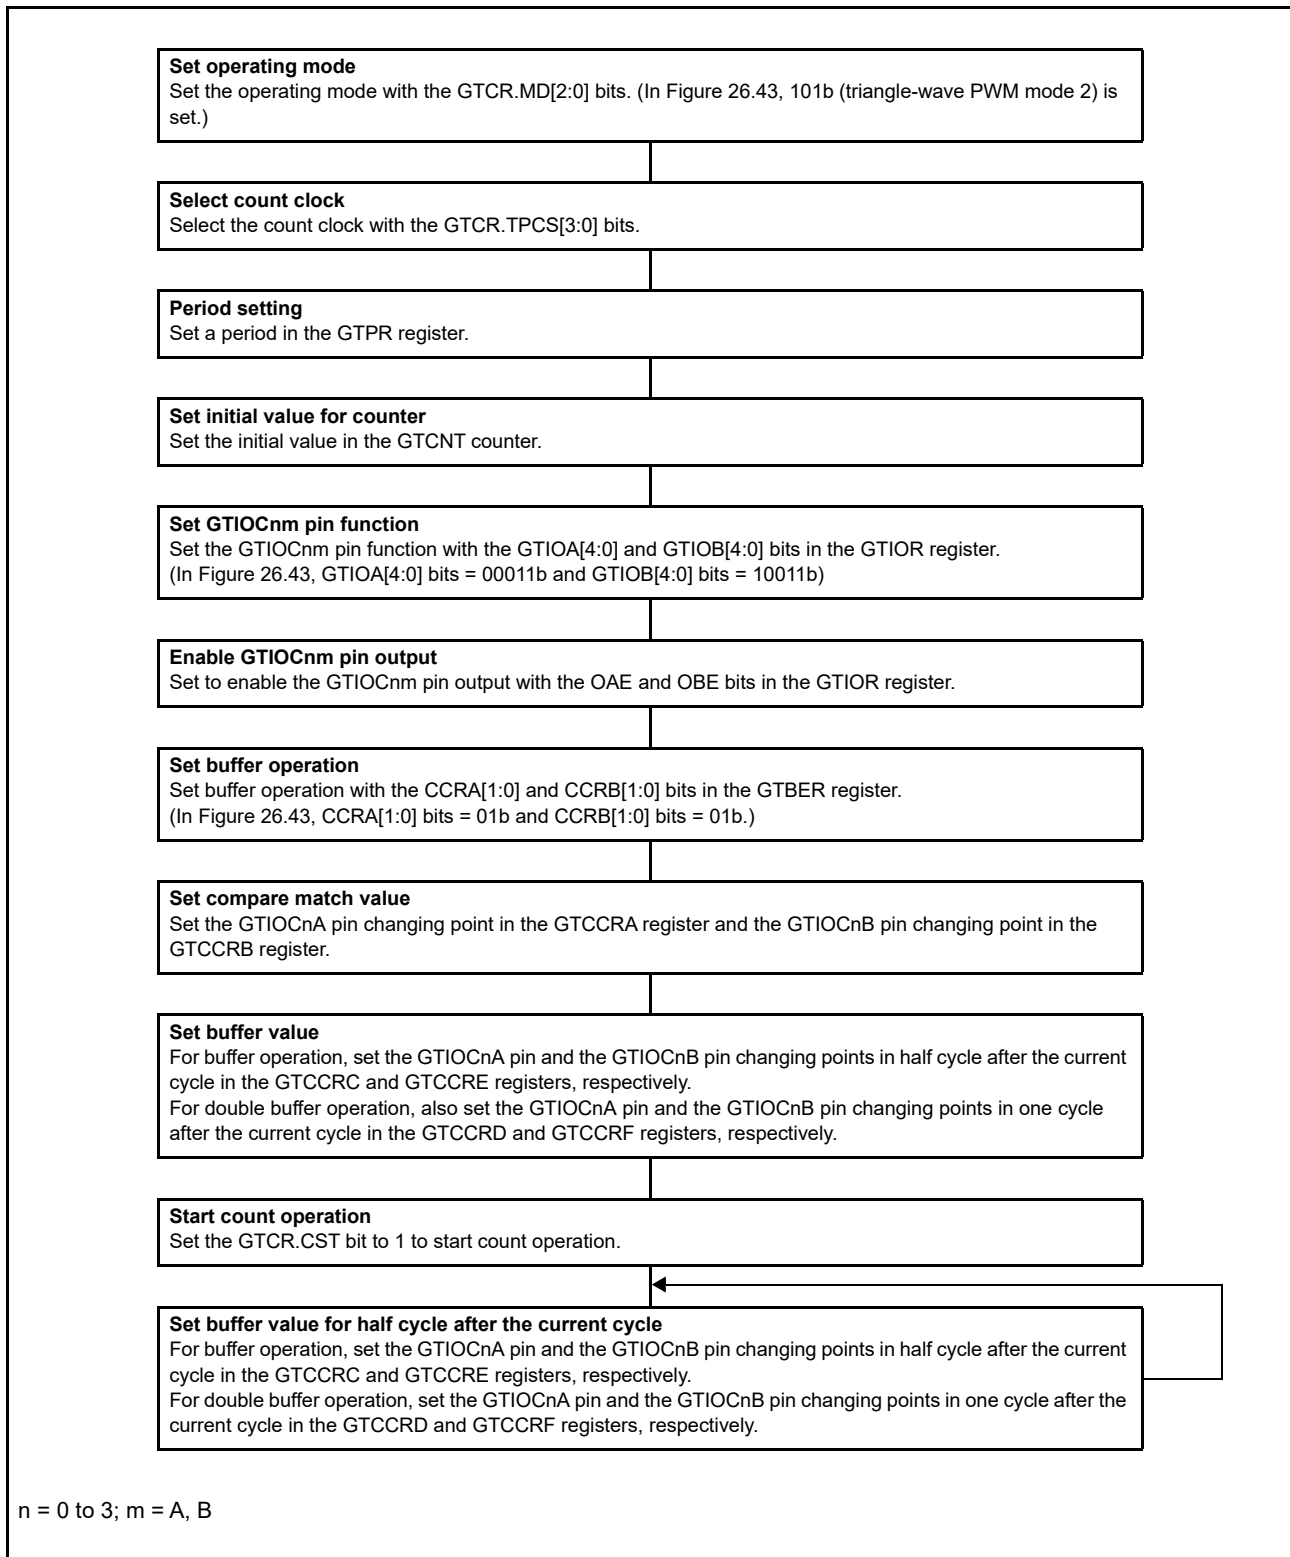 Set operating mode
Set the operating mode with the GTCR.MD[2:0] bits. (In Figure 26.43, 101b (triangle-wave PWM mode 2) is
set.)
Select count clock
Select the count clock with the GTCR.TPCS[3:0] bits.
Period setting
Set a period in the GTPR register.
Set initial value for counter
Set the initial value in the GTCNT counter.
Set GTIOCnm pin function
Set the GTIOCnm pin function with the GTIOA[4:0] and GTIOB[4:0] bits in the GTIOR register.
(In Figure 26.43, GTIOA[4:0] bits = 00011b and GTIOB[4:0] bits = 10011b)
Enable GTIOCnm pin output
Set to enable the GTIOCnm pin output with the OAE and OBE bits in the GTIOR register.
Set buffer operation
Set buffer operation with the CCRA[1:0] and CCRB[1:0] bits in the GTBER register.
(In Figure 26.43, CCRA[1:0] bits = 01b and CCRB[1:0] bits = 01b.)
Set compare match value
Set the GTIOCnA pin changing point in the GTCCRA register and the GTIOCnB pin changing point in the
GTCCRB register.
Set buffer value
For buffer operation, set the GTIOCnA pin and the GTIOCnB pin changing points in half cycle after the current
cycle in the GTCCRC and GTCCRE registers, respectively.
For double buffer operation, also set the GTIOCnA pin and the GTIOCnB pin changing points in one cycle
after the current cycle in the GTCCRD and GTCCRF registers, respectively.
Start count operation
Set the GTCR.CST bit to 1 to start count operation.
Set buffer value for half cycle after the current cycle
For buffer operation, set the GTIOCnA pin and the GTIOCnB pin changing points in half cycle after the current
cycle in the GTCCRC and GTCCRE registers, respectively.
For double buffer operation, set the GTIOCnA pin and the GTIOCnB pin changing points in one cycle after the
current cycle in the GTCCRD and GTCCRF registers, respectively.
n = 0 to 3; m = A, B